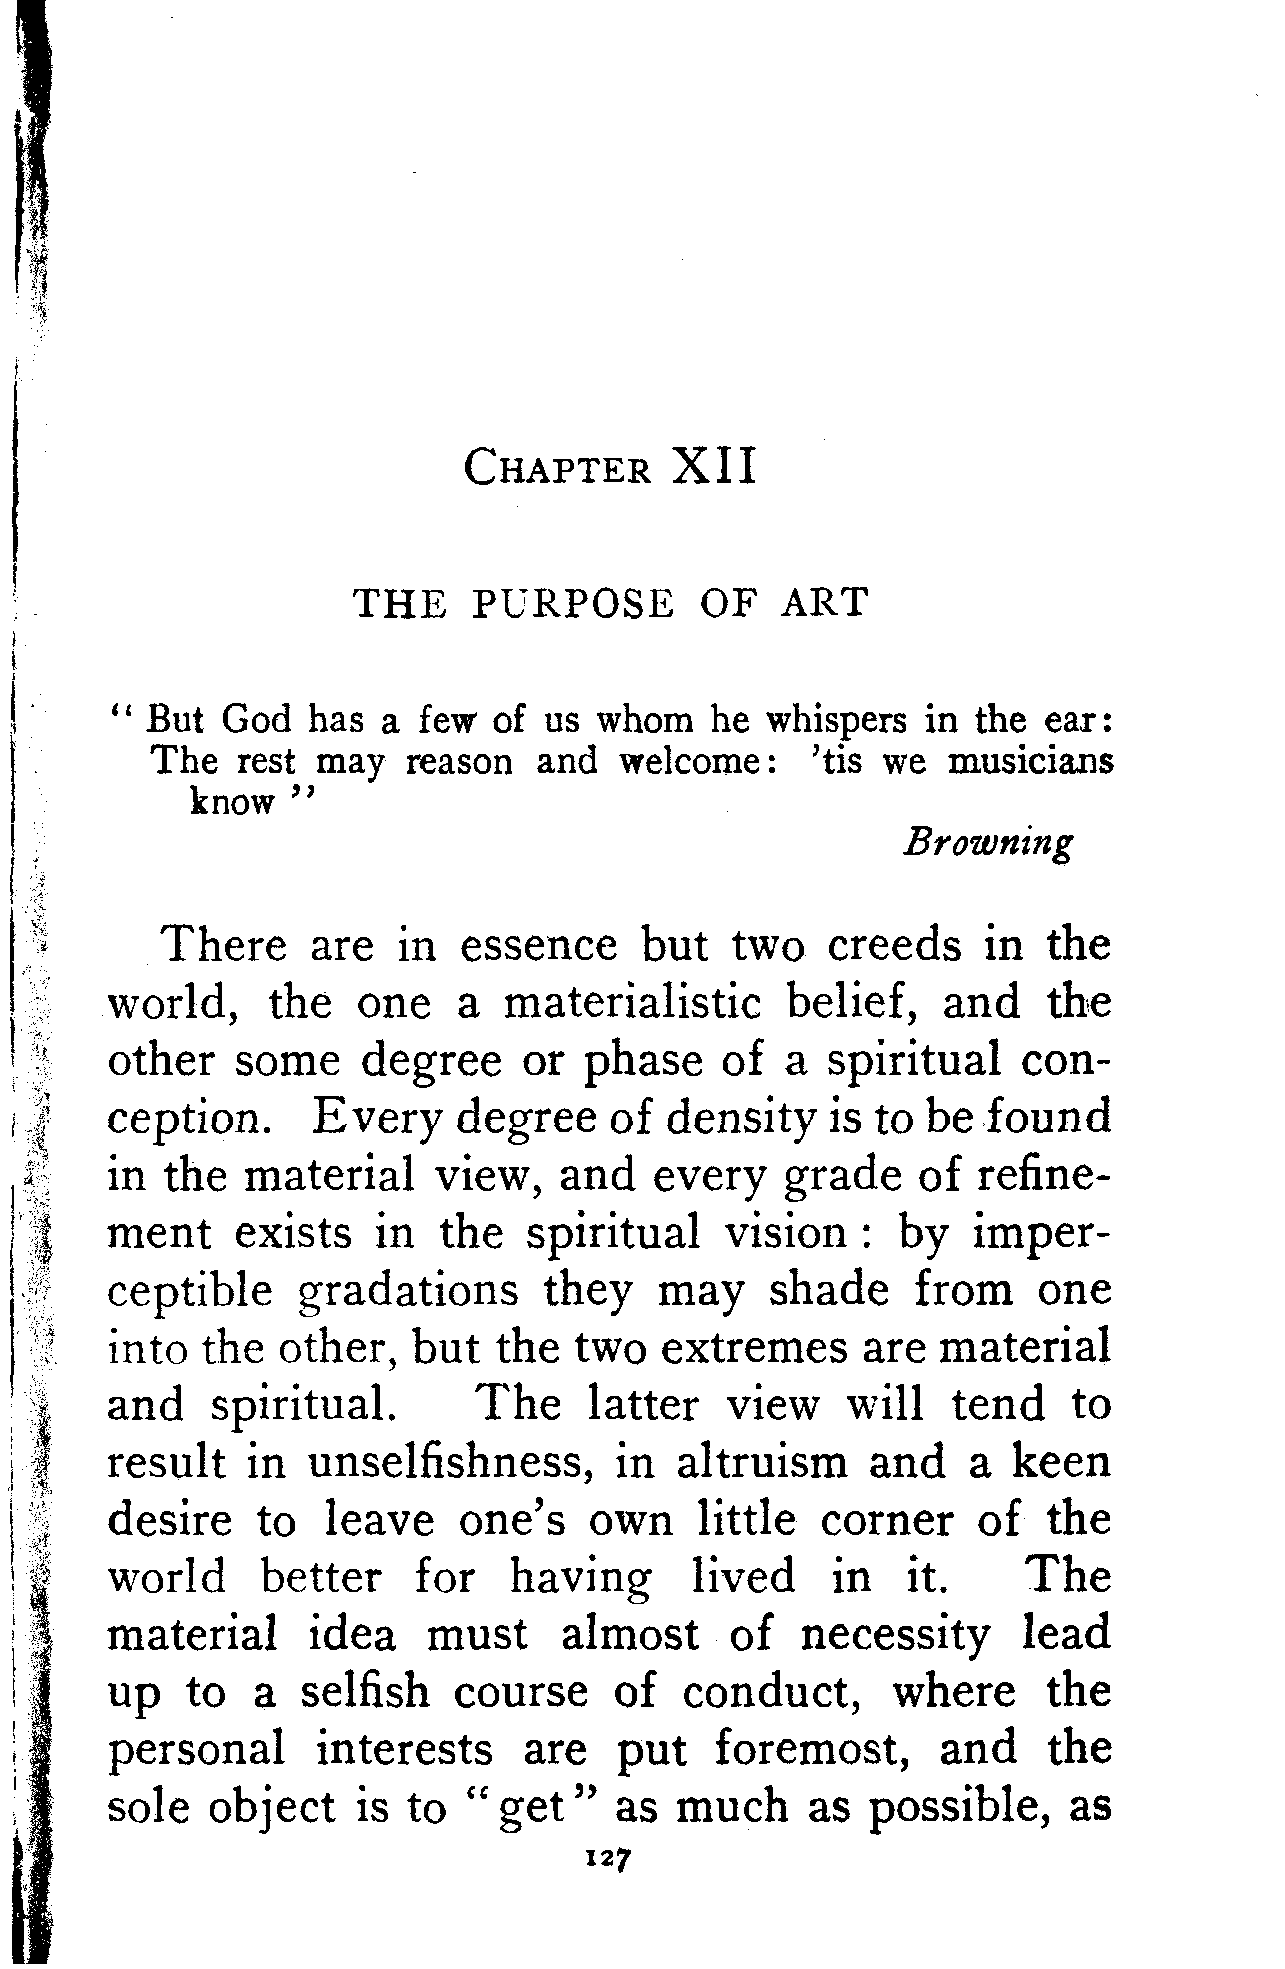 CHAPTER XII
THE PURPOSE OF ART
“ But God has a few of us whom he whispers in the ear:
The rest may reason and welcome: ’tis we musicians
know ”
Browning
There are in essence but two creeds in the
world, the one a materialistic belief, and the
other some degree or phase of a spiritual con-
ception. Every degree of density is to be found
in the material view, and every grade of refine-
ment exists in the spiritual vision : by imper-
ceptible gradations they may shade from one
into the other, but the two extremes are material
and spiritual. The latter view will tend to
result in unselfishness, in altruism and a keen
desire to leave one’s own little corner of the
world better for having lived in it. The
material idea must almost of necessity lead
up to a selfish course of conduct, where the
personal interests are put foremost, and the
sole object is to “get” as much as possible, as
127